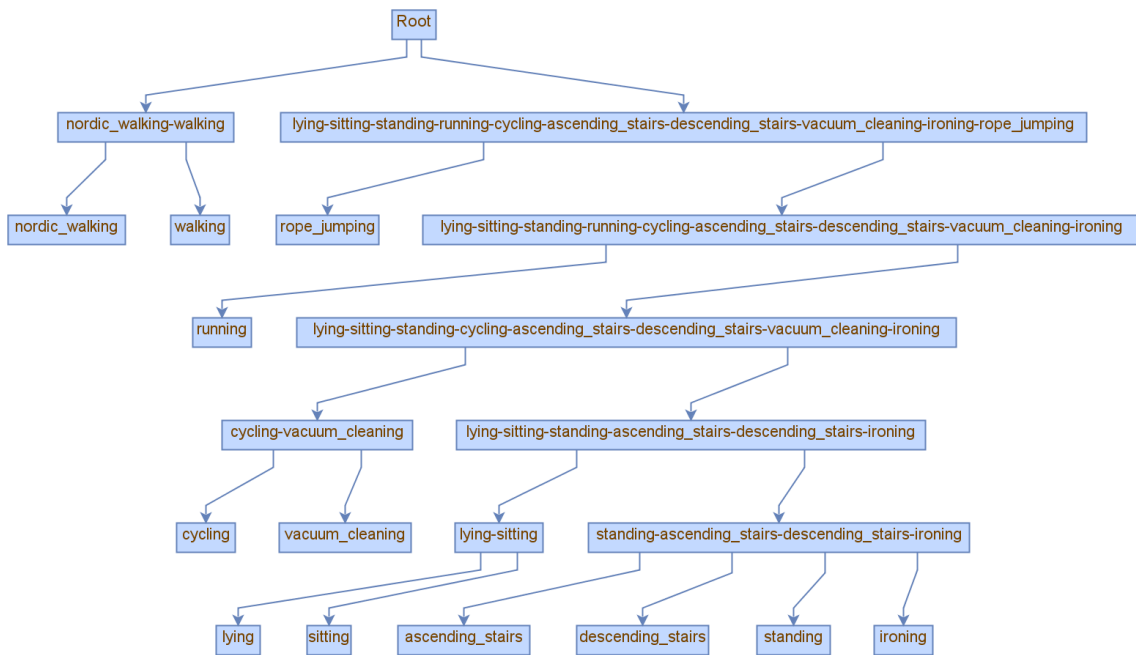 Root
nordic_walking-walking
lying-sitting-standing-running-cycling-ascending_stairs-descending_stairs-vacuum_cleaning-ironing-rope_jumping
nordic_walking
walking
rope_jumping
lying-sitting-standing-running-cycling-ascending_stairs-descending_stairs-vacuum_cleaning-ironing
running
lying-sitting-standing-cycling-ascending_stairs-descending_stairs-vacuum_cleaning-ironing
cycling-vacuum_cleaning
lying-sitting-standing-ascending_stairs-descending_stairs-ironing
cycling
vacuum_cleaning
lying-sitting
standing-ascending_stairs-descending_stairs-ironing
lying
sitting
ascending_stairs
descending_stairs
standing
ironing